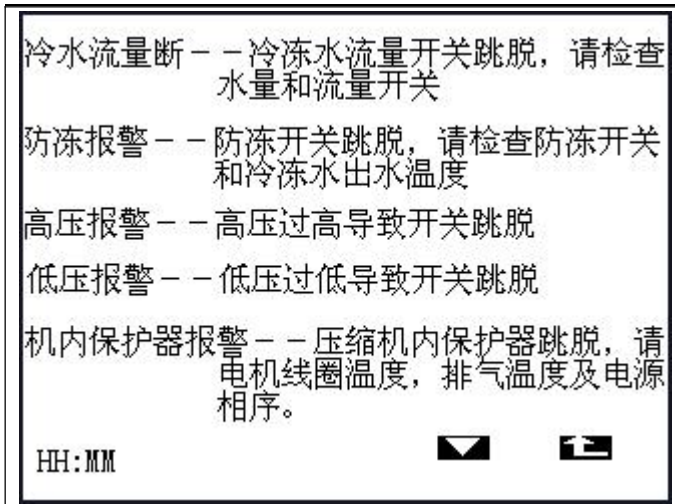 冷水流量断－－冷冻水流量开关跳脱，请检查
水量和流量开关
防冻报警－－防冻开关跳脱，请检查防冻开关
和冷冻水出水温度
高压报警－－高压过高导致开关跳脱
低压报警－－低压过低导致开关跳脱
机内保护器报警－－压缩机内保护器跳脱，请
电机线圈温度，排气温度及电源
相序。
HH:MM